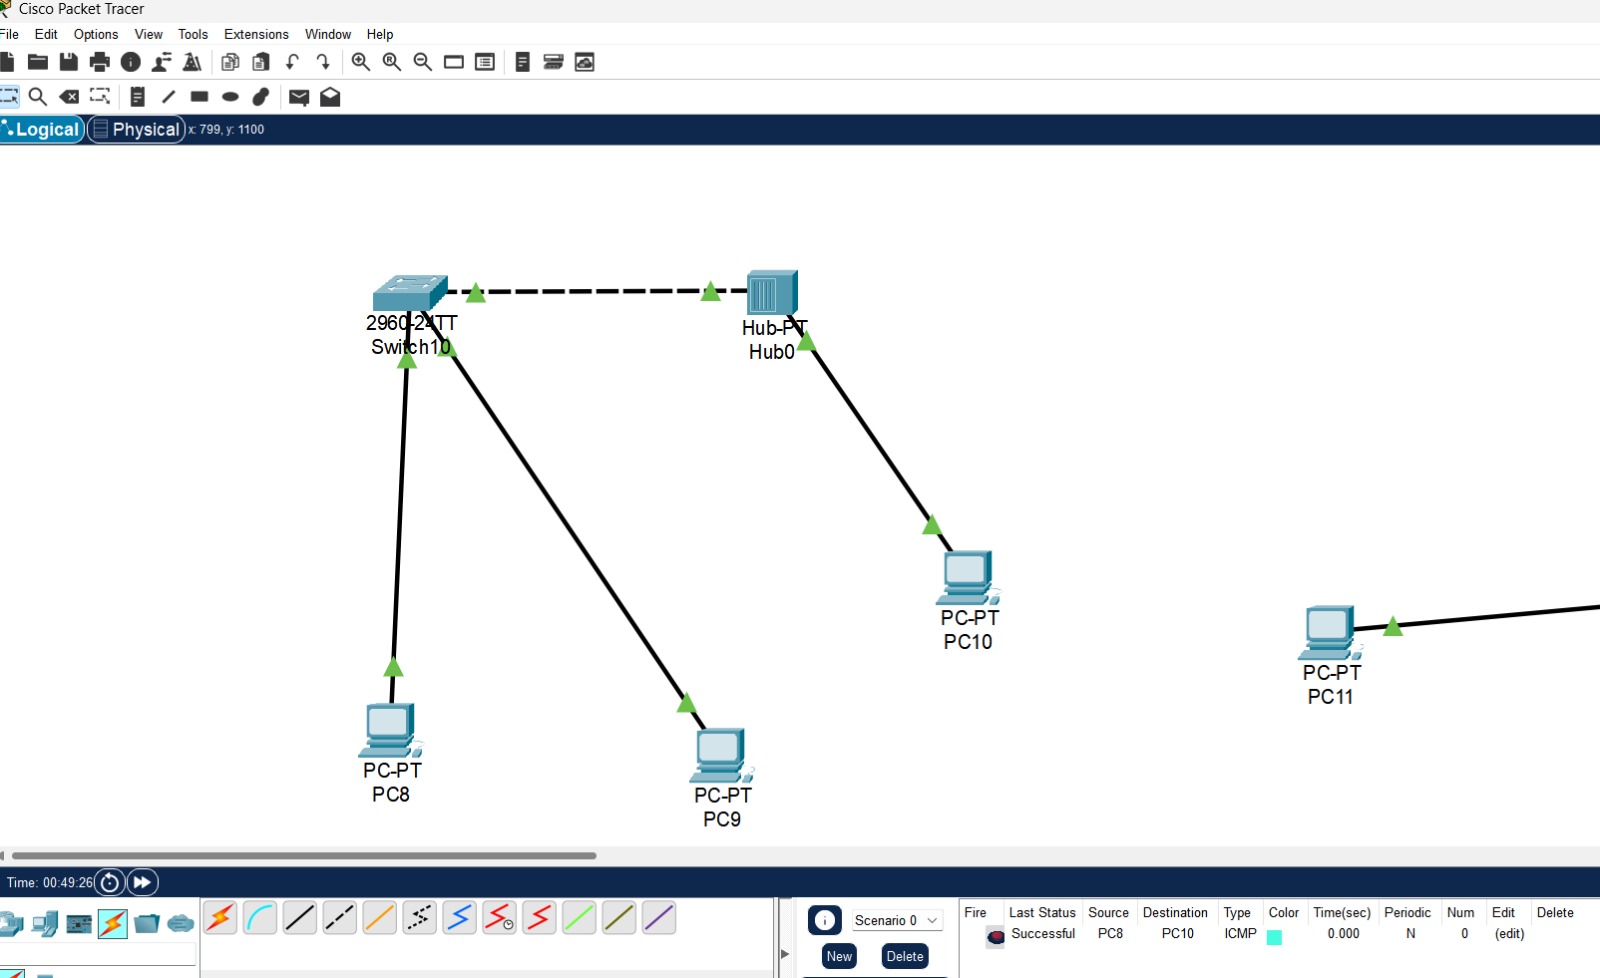 Cisco Packet Tracer
File Edit Options View Tools Extensions Window Help
Logical Physical x: 799, y: 1100
2960-24TT
Switch10
Hub-PT
Hub0
PC-PT
PC10
PC-PT
PC11
PC-PT
PC8
PC-PT
PC9
Time: 00:49:26
Scenario 0
New Delete
Fire Last Status Source Destination Type Color Time(sec) Periodic Num Edit Delete
Successful PC8 PC10 ICMP 0.000 N 0 (edit)